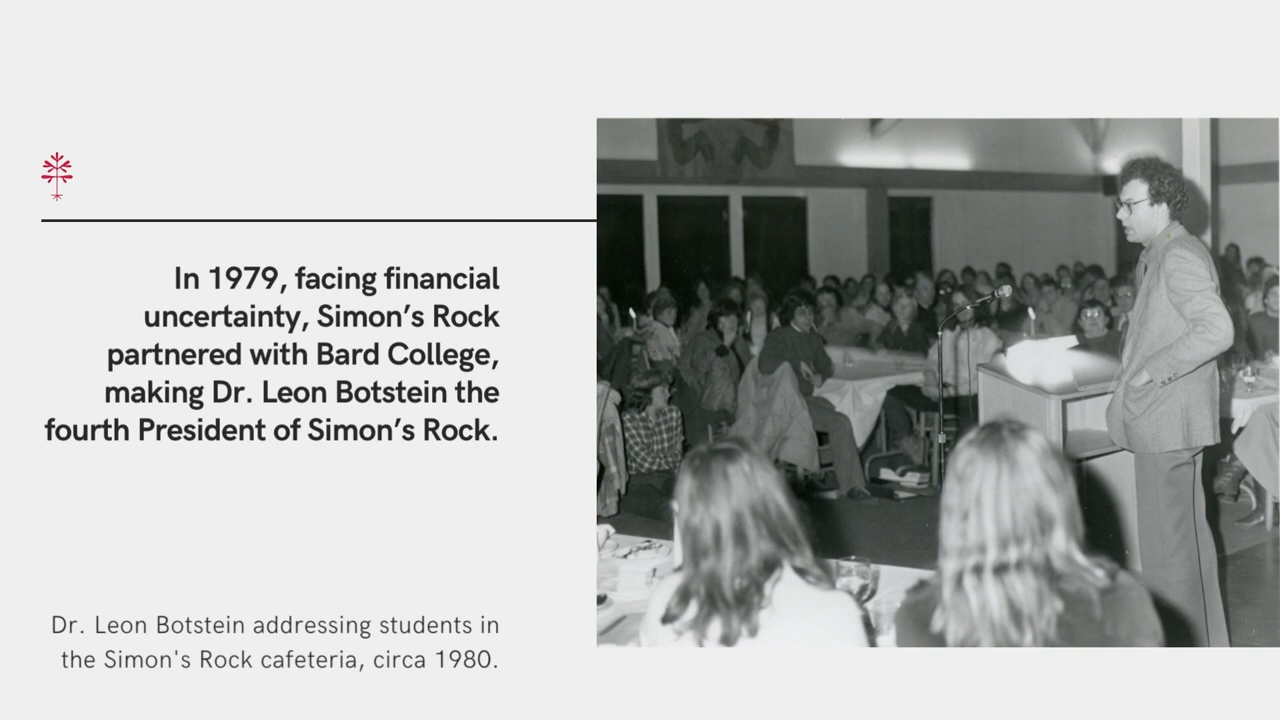 In 1979, facing financial
uncertainty, Simon’s Rock
partnered with Bard College,
making Dr. Leon Botstein the
fourth President of Simon’s Rock.
Dr. Leon Botstein addressing students in
the Simon's Rock cafeteria, circa 1980.